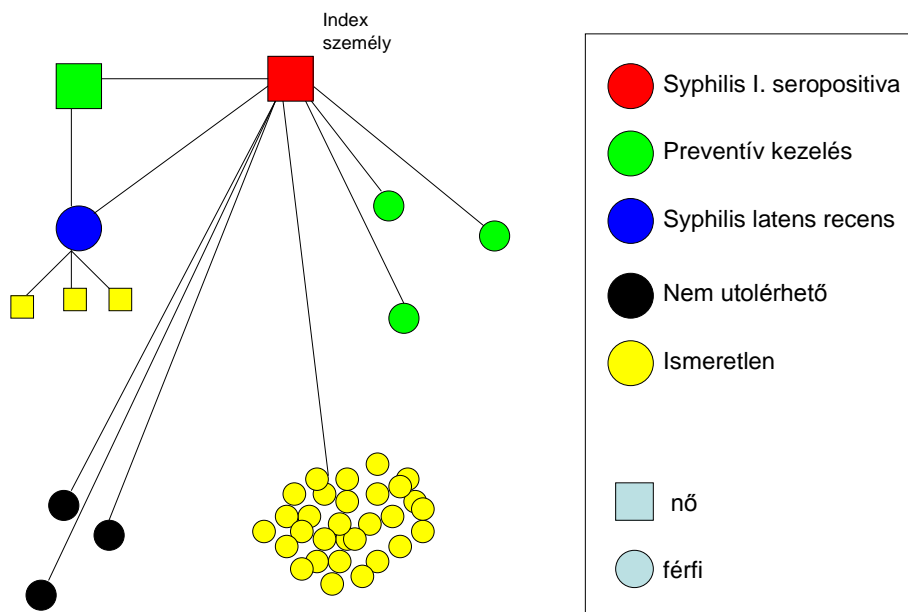 Index
személy
Syphilis I. seropositiva
Preventív kezelés
Syphilis latens recens
Nem utolérhető
Ismeretlen
nő
férfi